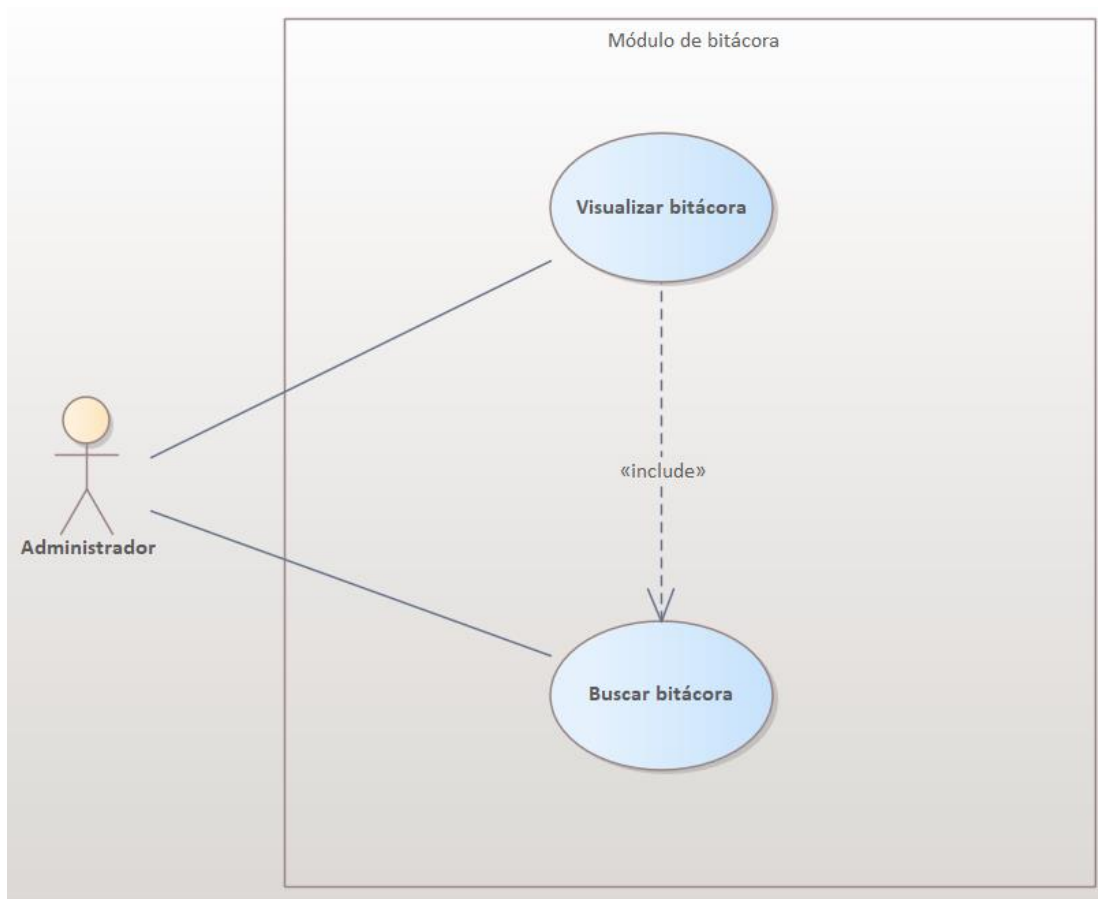 Módulo de bitácora
Visualizar bitácora
«include»
Administrador
Buscar bitácora